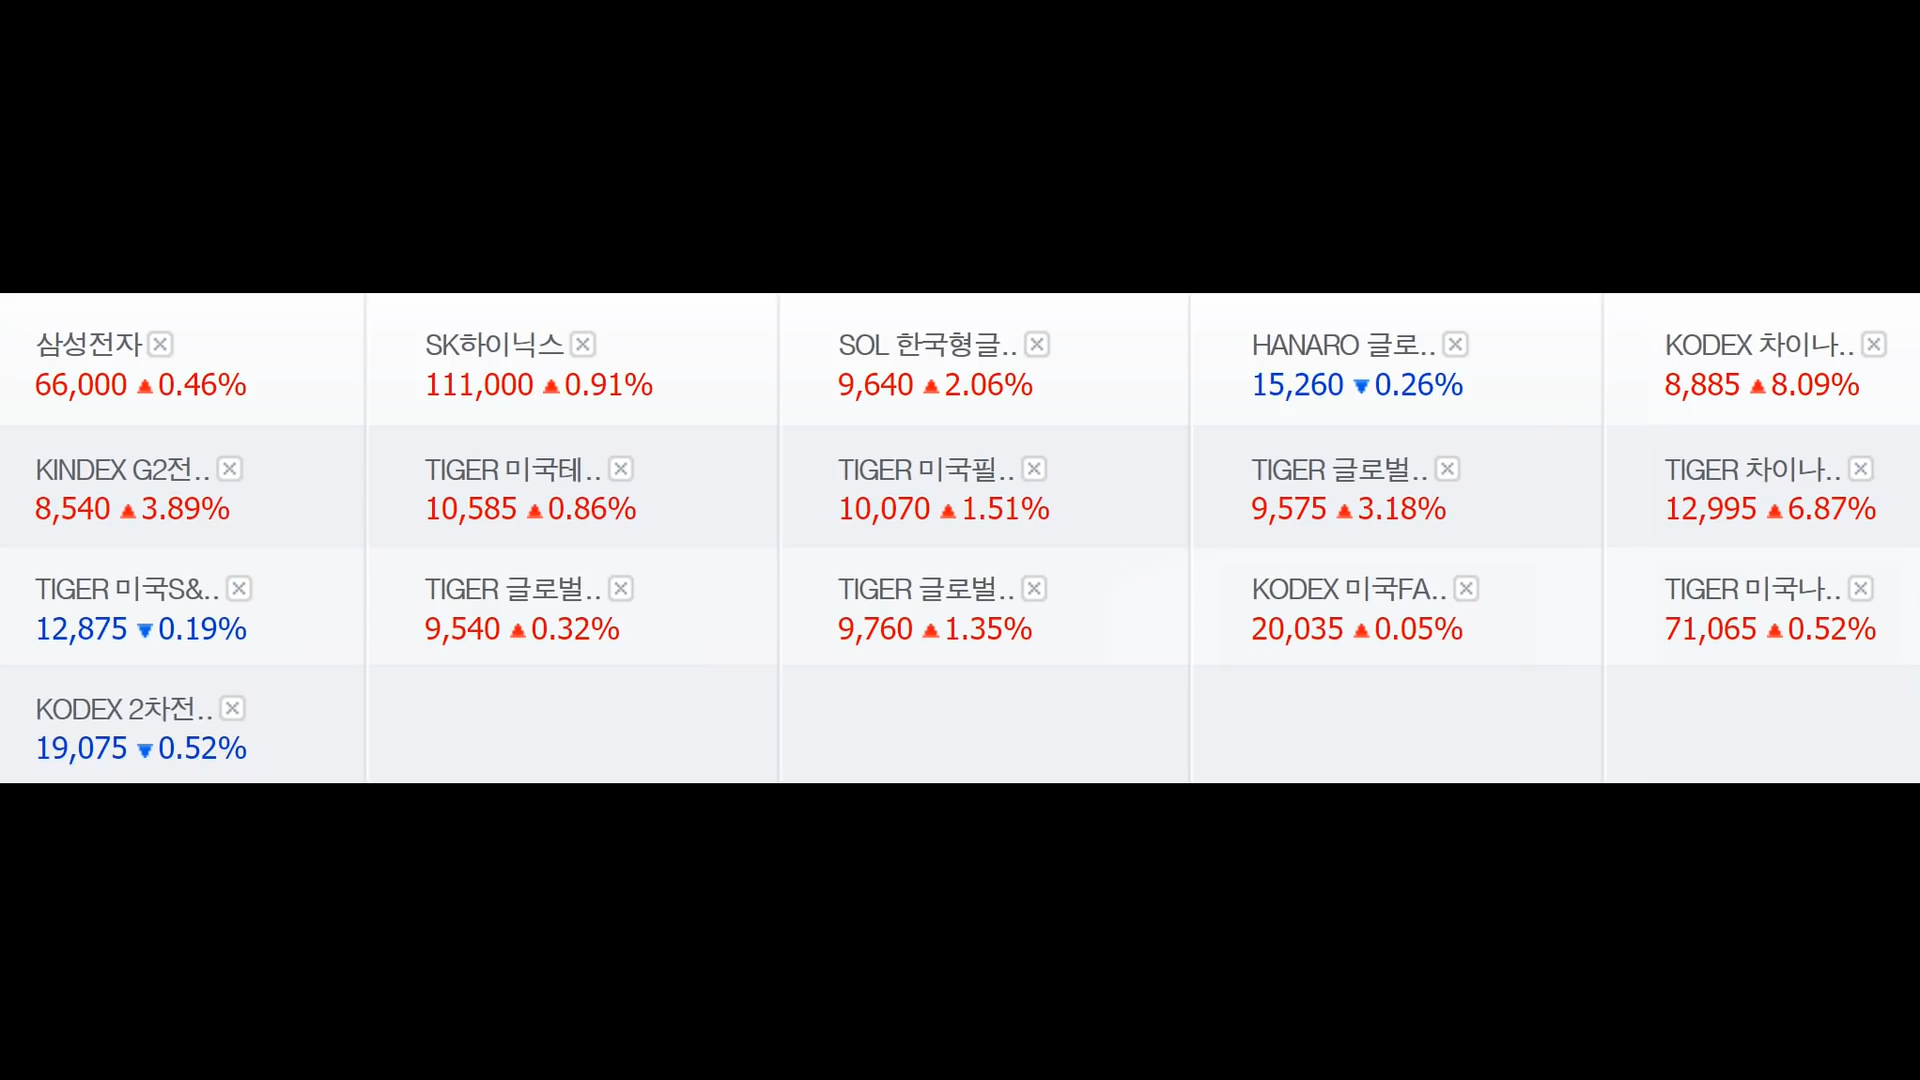 삼성전자
66,000 ▲ 0.46%
SK하이닉스
111,000 ▲ 0.91%
SOL 한국형글..
9,640 ▲ 2.06%
HANARO 글로..
15,260 ▼ 0.26%
KODEX 차이나..
8,885 ▲ 8.09%
KINDEX G2전..
8,540 ▲ 3.89%
TIGER 미국테..
10,585 ▲ 0.86%
TIGER 미국필..
10,070 ▲ 1.51%
TIGER 글로벌..
9,575 ▲ 3.18%
TIGER 차이나..
12,995 ▲ 6.87%
TIGER 미국S&..
12,875 ▼ 0.19%
TIGER 글로벌..
9,540 ▲ 0.32%
TIGER 글로벌..
9,760 ▲ 1.35%
KODEX 미국FA..
20,035 ▲ 0.05%
TIGER 미국나..
71,065 ▲ 0.52%
KODEX 2차전..
19,075 ▼ 0.52%